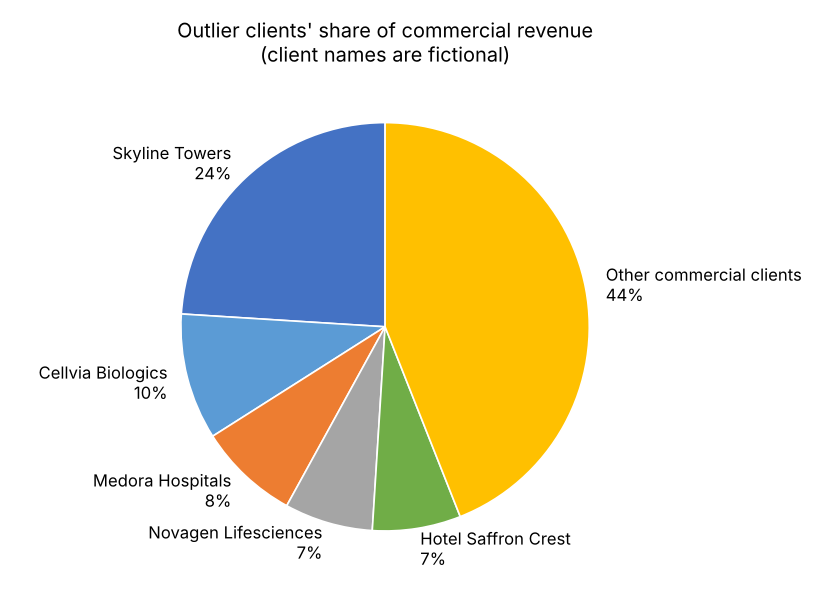 Outlier clients' share of commercial revenue
(client names are fictional)
Skyline Towers
24%
Other commercial clients
44%
Cellvia Biologics
10%
Medora Hospitals
8%
Novagen Lifesciences
7%
Hotel Saffron Crest
7%